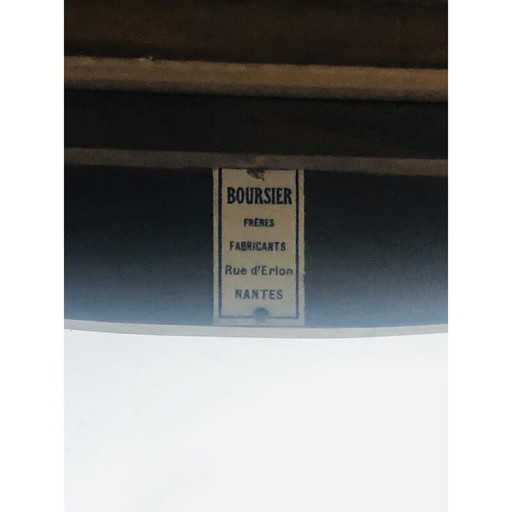 BOURSIER
FRÈRES
FABRICANTS
Rue d'Erlon
NANTES